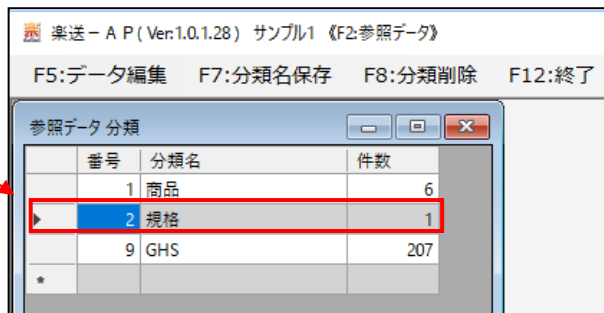 楽送－ＡＰ( Ver:1.0.1.28 ) サンプル1 《F2:参照データ》
F5:データ編集 F7:分類名保存 F8:分類削除 F12:終了
参照データ 分類
番号 分類名 件数
1 商品 6
2 規格 1
9 GHS 207
*